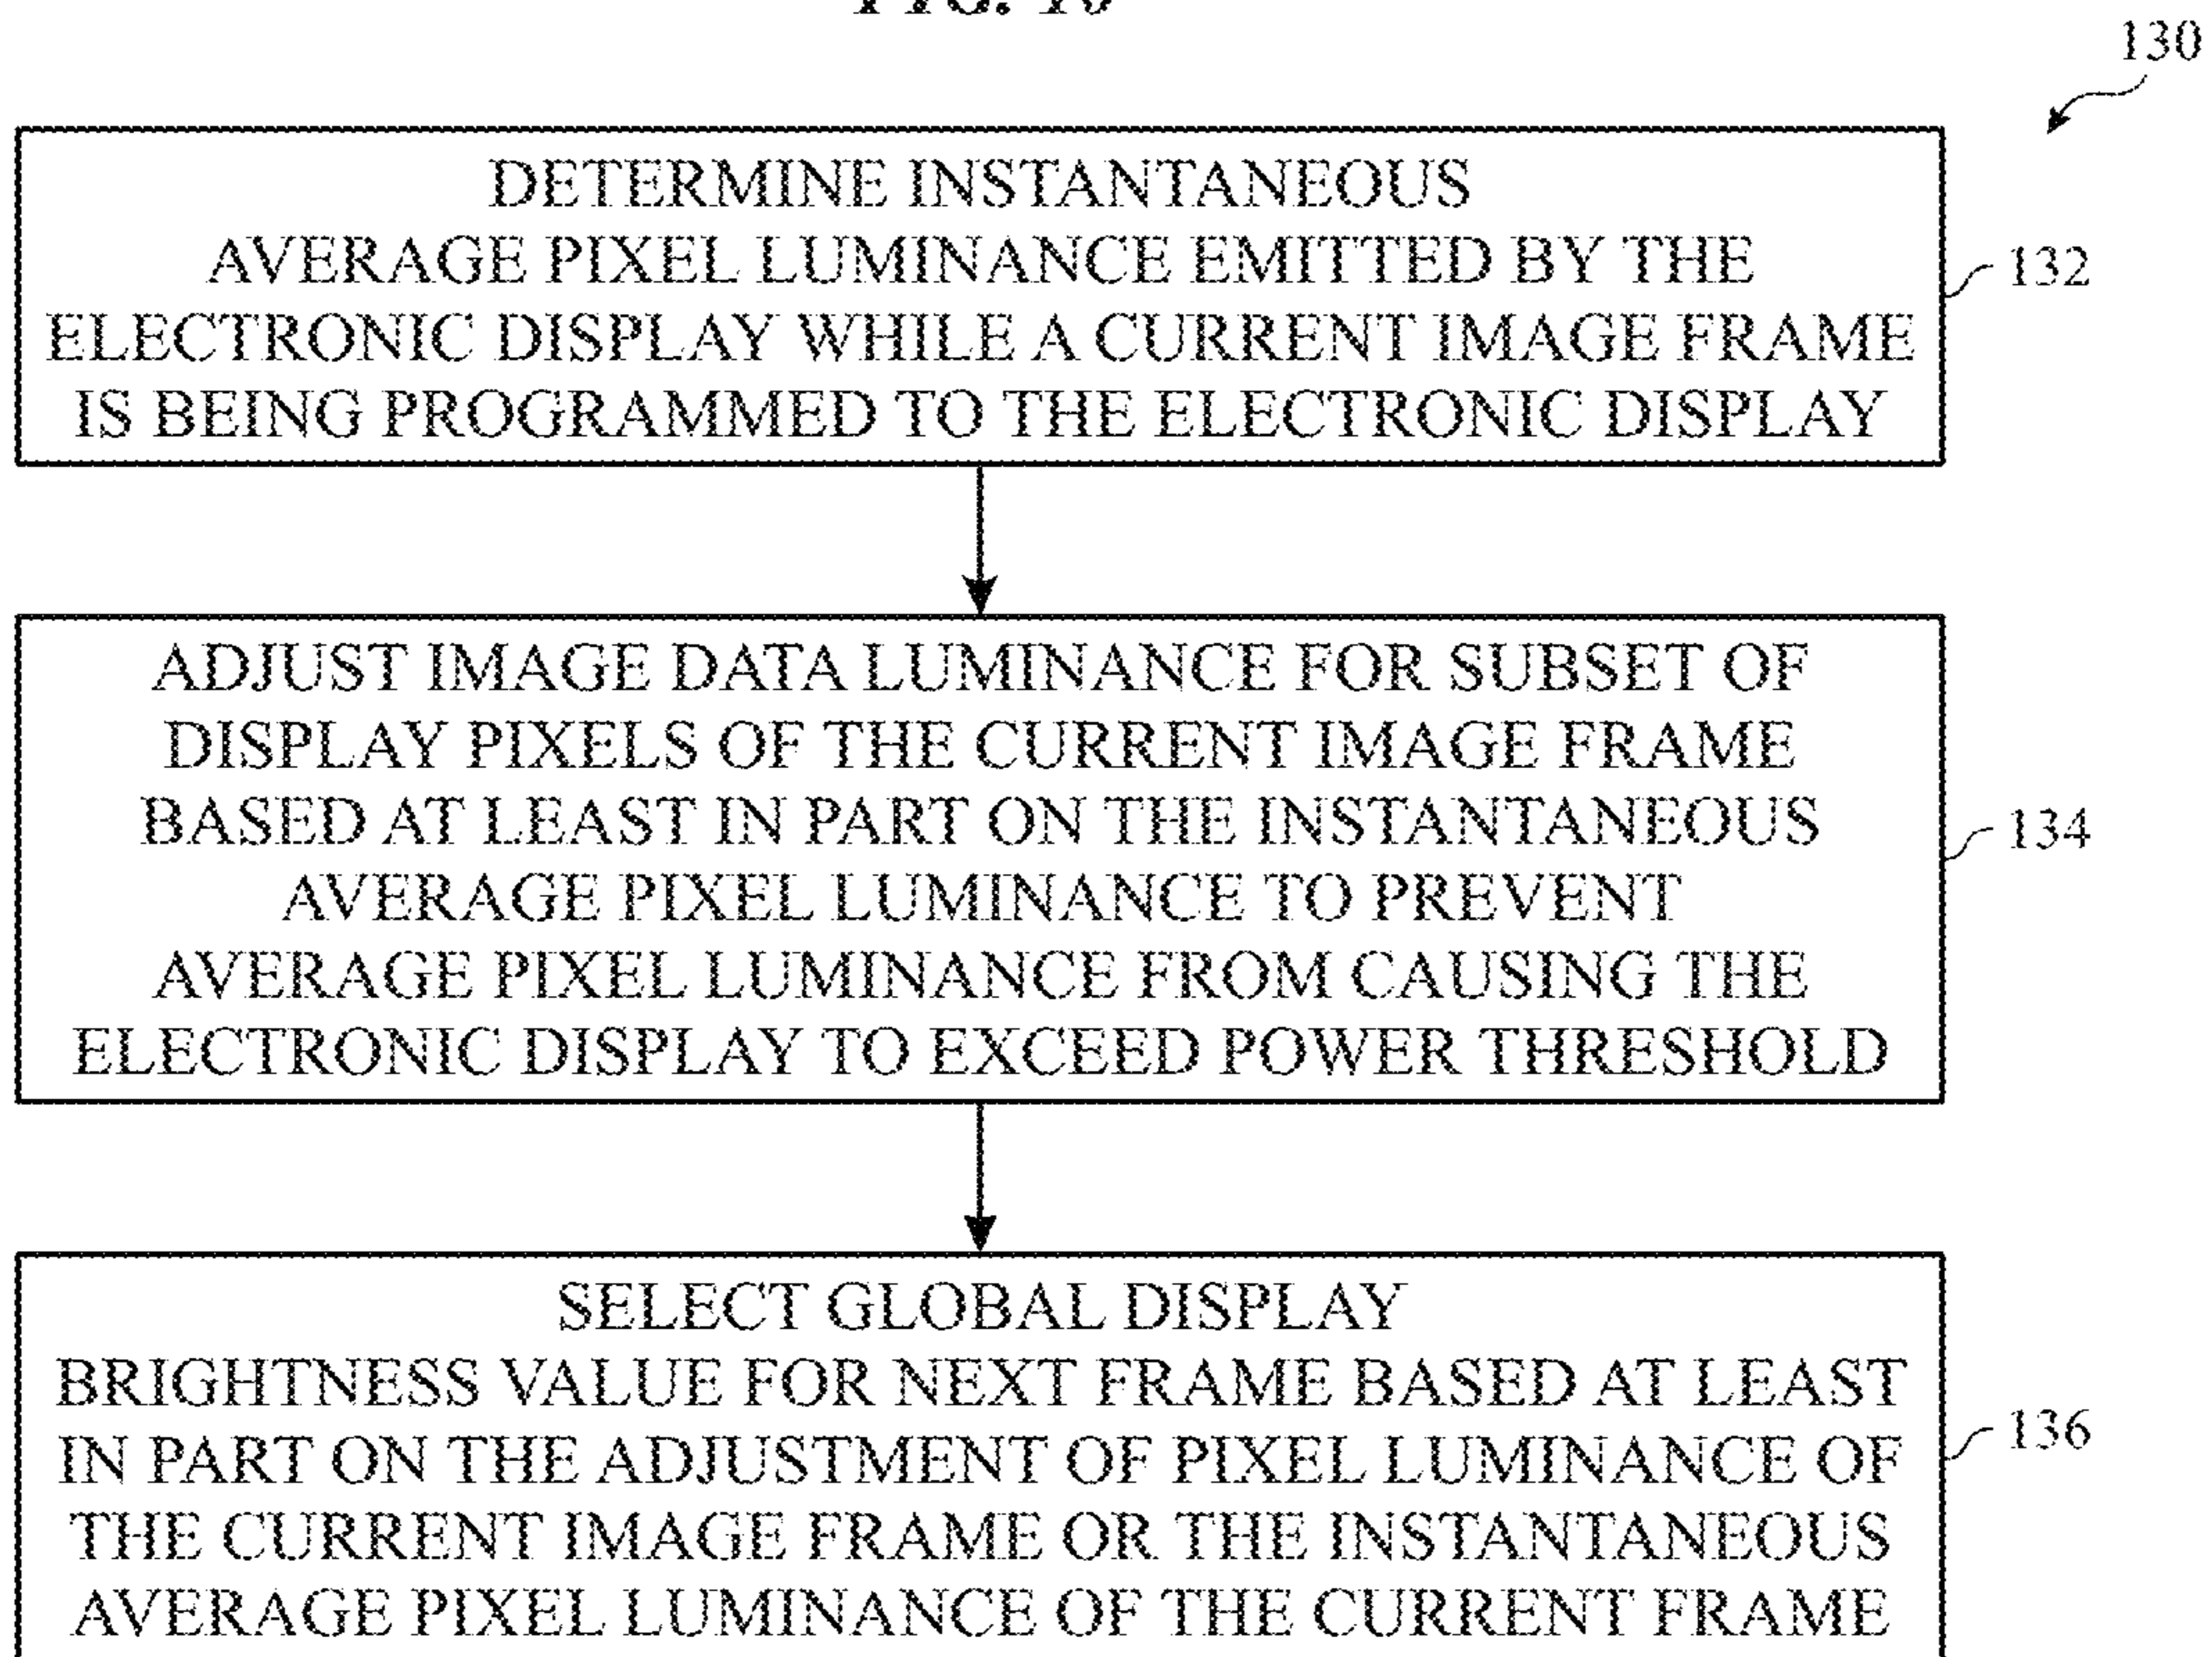 130
DETERMINE INSTANTANEOUS
AVERAGE PIXEL LUMINANCE EMITTED BY THE
ELECTRONIC DISPLAY WHILE A CURRENT IMAGE FRAME
IS BEING PROGRAMMED TO THE ELECTRONIC DISPLAY
132
ADJUST IMAGE DATA LUMINANCE FOR SUBSET OF
DISPLAY PIXELS OF THE CURRENT IMAGE FRAME
BASED AT LEAST IN PART ON THE INSTANTANEOUS
AVERAGE PIXEL LUMINANCE TO PREVENT
AVERAGE PIXEL LUMINANCE FROM CAUSING THE
ELECTRONIC DISPLAY TO EXCEED POWER THRESHOLD
134
SELECT GLOBAL DISPLAY
BRIGHTNESS VALUE FOR NEXT FRAME BASED AT LEAST
IN PART ON THE ADJUSTMENT OF PIXEL LUMINANCE OF
THE CURRENT IMAGE FRAME OR THE INSTANTANEOUS
AVERAGE PIXEL LUMINANCE OF THE CURRENT FRAME
136